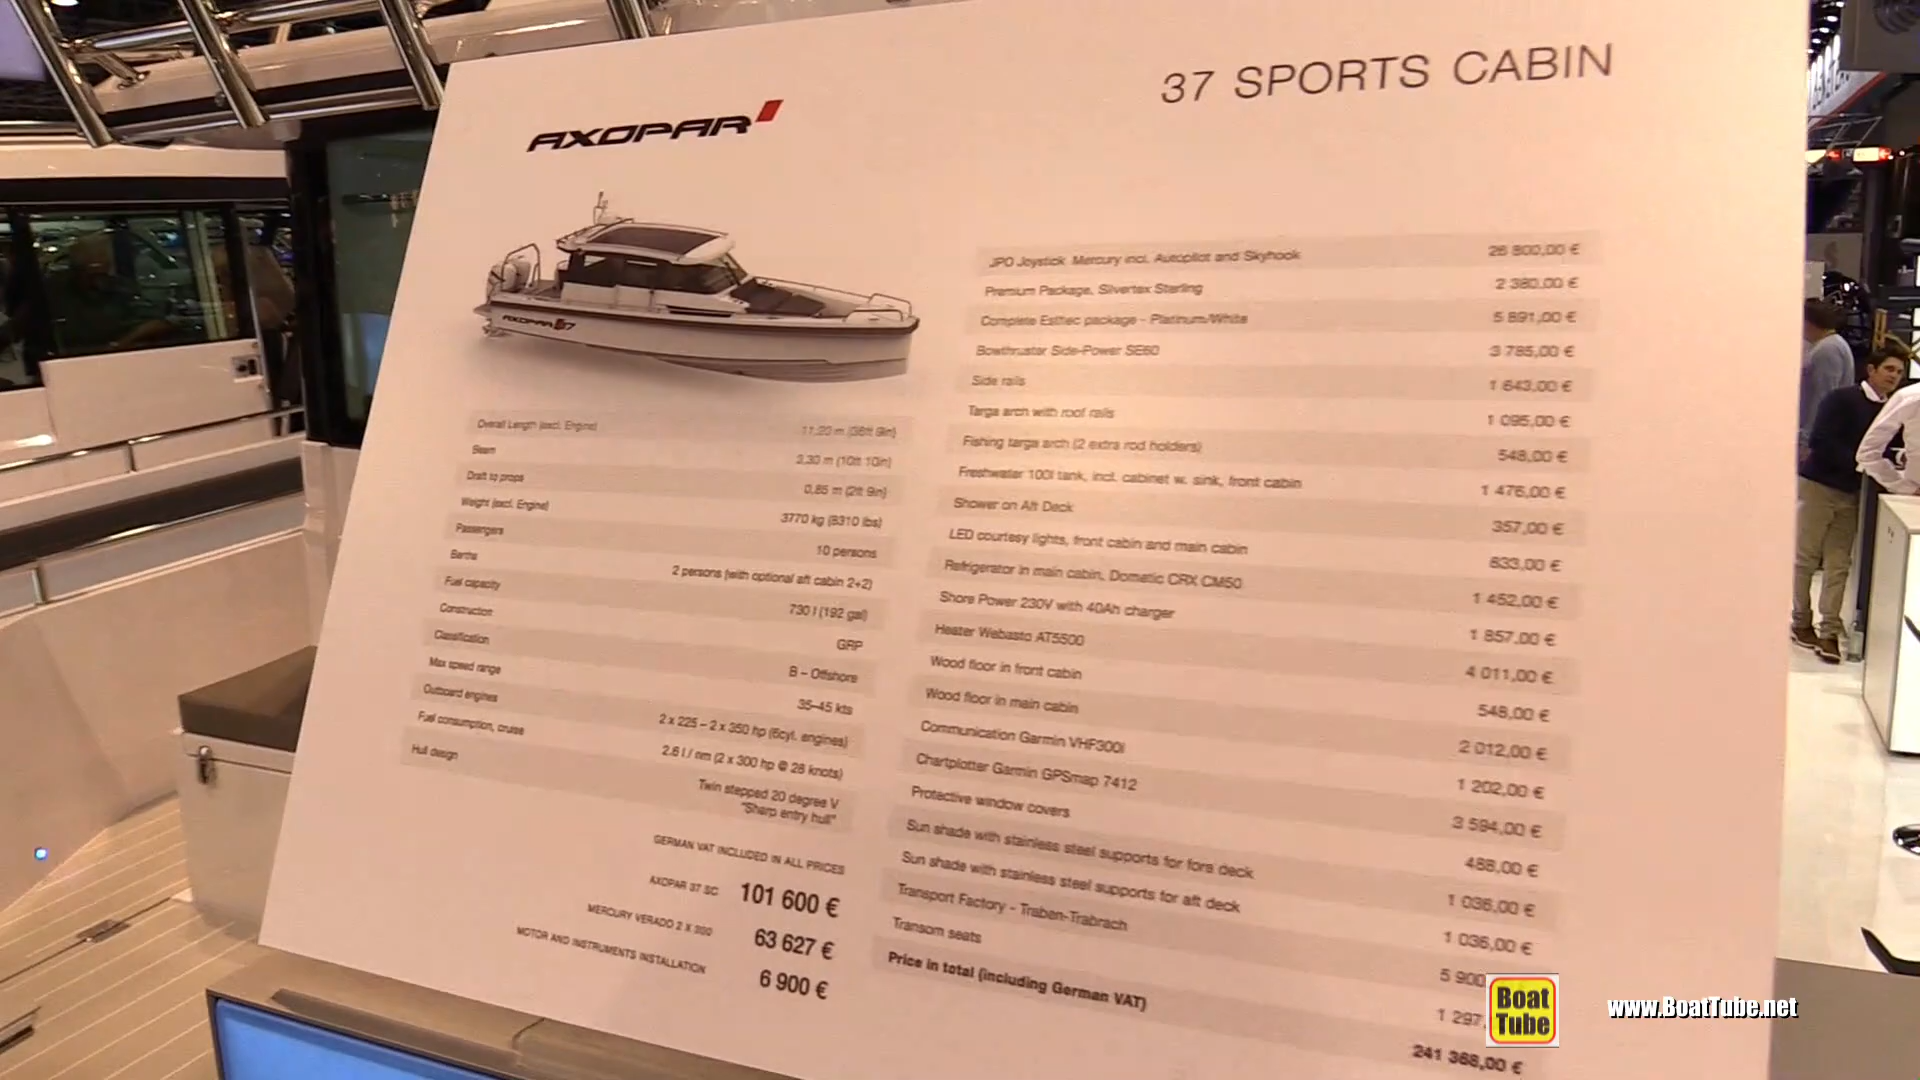 37 SPORTS CABIN
AXOPAR
AXOPAR 37
Overall Length (excl. Engine) 11,20 m (36ft 9in)
Beam 3,30 m (10ft 10in)
Draft to props 0,85 m (2ft 9in)
Weight (excl. Engine) 3770 kg (8310 lbs)
Passengers 10 persons
Berths 2 persons (with optional aft cabin 2+2)
Fuel capacity 730 l (192 gal)
Construction GRP
Classification B – Offshore
Max speed range 35–45 kts
Outboard engines 2 x 225 – 2 x 350 hp (6cyl. engines)
Fuel consumption, cruise 2.6 l / nm (2 x 300 hp @ 28 knots)
Hull design Twin stepped 20 degree V
"Sharp entry hull"
GERMAN VAT INCLUDED IN ALL PRICES
AXOPAR 37 SC 101 600 €
MERCURY VERADO 2 X 350 63 627 €
MOTOR AND INSTRUMENTS INSTALLATION 6 900 €
JPO Joystick Mercury incl. Autopilot and Skyhook 26 800,00 €
Premium Package, Silvertex Sterling 2 380,00 €
Complete Esthec package - Platinum/White 5 891,00 €
Bowthruster Side-Power SE60 3 785,00 €
Side rails 1 643,00 €
Targa arch with roof rails 1 095,00 €
Fishing targa arch (2 extra rod holders) 548,00 €
Freshwater 100l tank, incl. cabinet w. sink, front cabin 1 476,00 €
Shower on Aft Deck 357,00 €
LED courtesy lights, front cabin and main cabin 833,00 €
Refrigerator in main cabin, Dometic CRX CM50 1 452,00 €
Shore Power 230V with 40Ah charger 1 857,00 €
Heater Webasto AT5500 4 011,00 €
Wood floor in front cabin 548,00 €
Wood floor in main cabin 2 012,00 €
Communication Garmin VHF300i 1 202,00 €
Chartplotter Garmin GPSmap 7412 3 594,00 €
Protective window covers 488,00 €
Sun shade with stainless steel supports for fore deck 1 036,00 €
Sun shade with stainless steel supports for aft deck 1 036,00 €
Transport Factory - Traben-Trabrach 5 900
Transom seats 1 297,
Price in total (including German VAT) 241 368,00 €
Boat
Tube
www.BoatTube.net